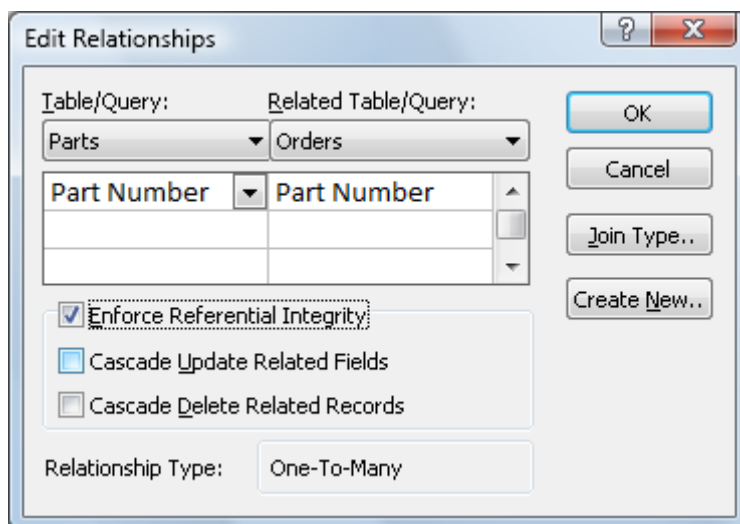 Edit Relationships
?
Table/Query: Related Table/Query:
Parts Orders
Part Number Part Number
Enforce Referential Integrity
Cascade Update Related Fields
Cascade Delete Related Records
Relationship Type: One-To-Many
OK
Cancel
Join Type..
Create New..